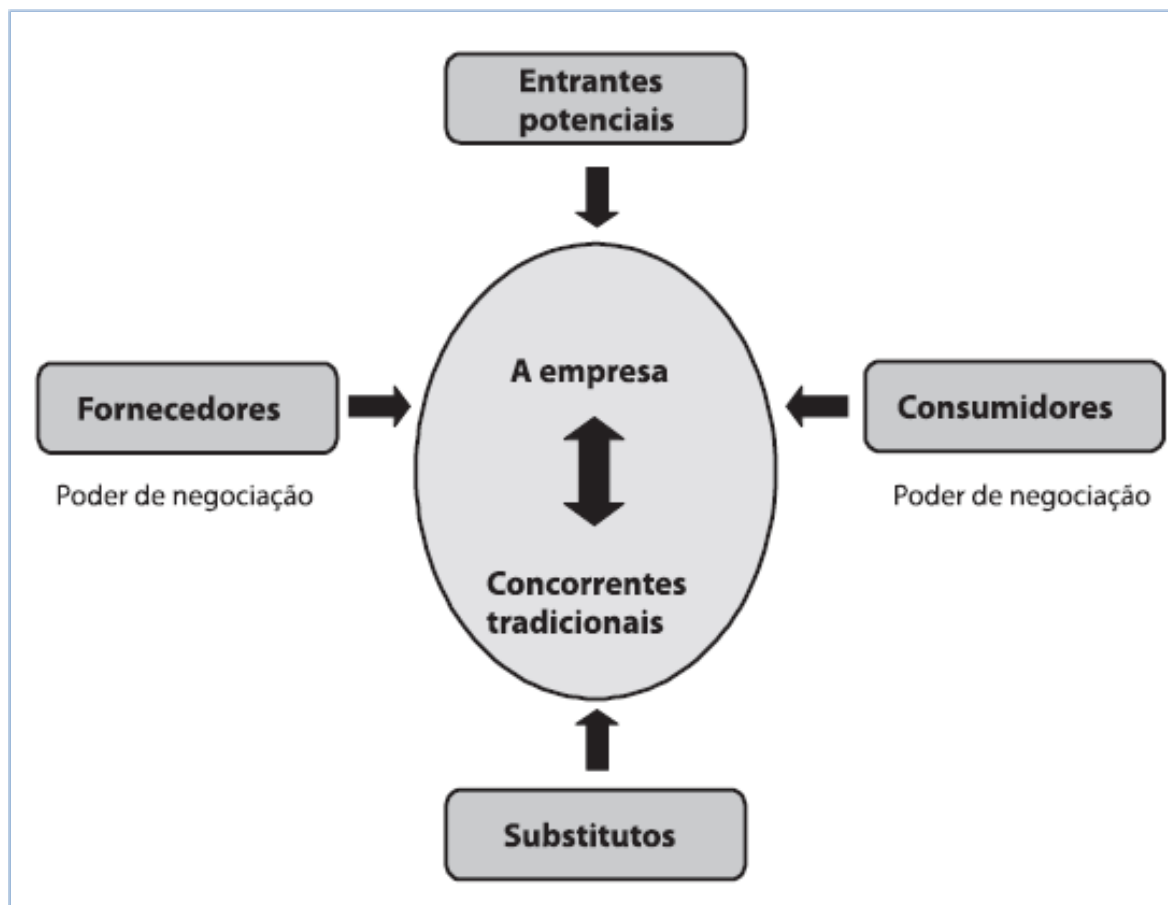 Entrantes
potenciais
A empresa
Fornecedores
Consumidores
Poder de negociação
Poder de negociação
Concorrentes
tradicionais
Substitutos